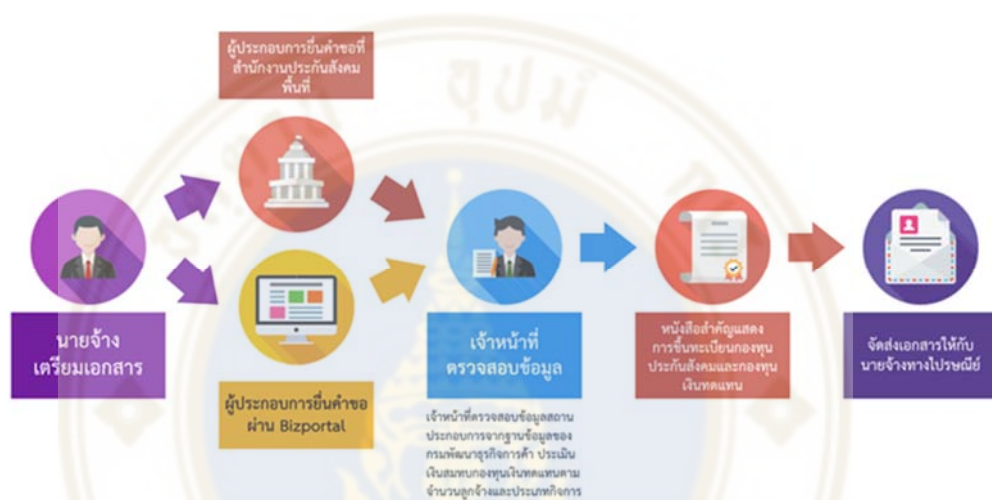 ผู้ประกอบการยื่นคำขอที่
สำนักงานประกันสังคม
พื้นที่
นายจ้าง
เตรียมเอกสาร
ผู้ประกอบการยื่นคำขอ
ผ่าน Bizportal
เจ้าหน้าที่
ตรวจสอบข้อมูล
เจ้าหน้าที่ตรวจสอบข้อมูลสถาน
ประกอบการจากฐานข้อมูลของ
กรมพัฒนาธุรกิจการค้า ประเมิน
เงินสมทบกองทุนเงินทดแทนตาม
จำนวนลูกจ้างและประเภทกิจการ
หนังสือสำคัญแสดง
การขึ้นทะเบียนกองทุน
ประกันสังคมและกองทุน
เงินทดแทน
จัดส่งเอกสารให้กับ
นายจ้างทางไปรษณีย์